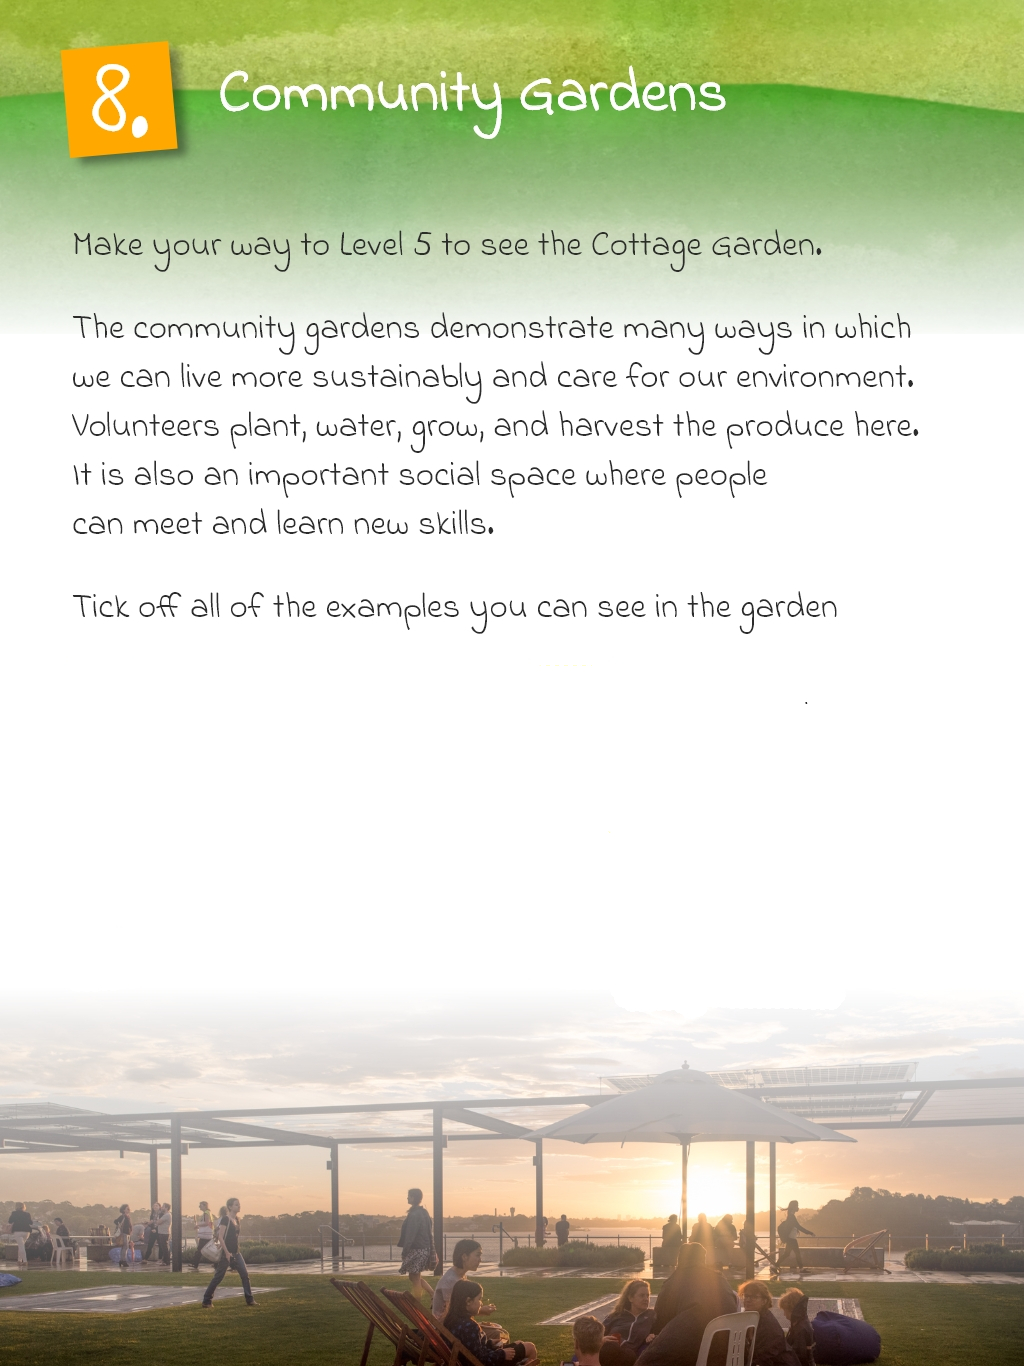 8.
Community Gardens
Make your way to Level 5 to see the Cottage Garden.
The community gardens demonstrate many ways in which
we can live more sustainably and care for our environment.
Volunteers plant, water, grow, and harvest the produce here.
It is also an important social space where people
can meet and learn new skills.
Tick off all of the examples you can see in the garden
.